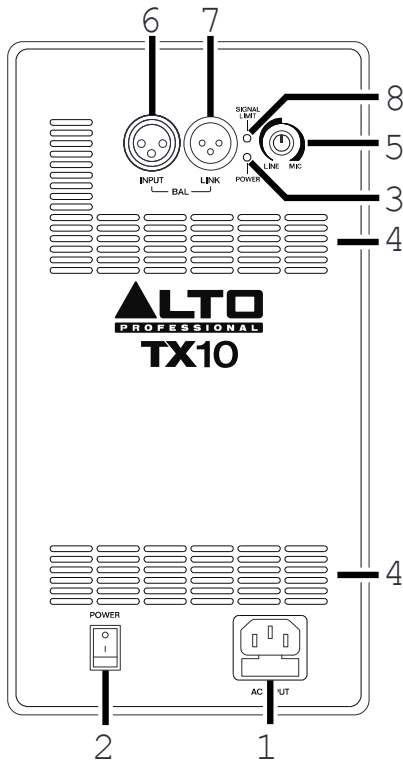 6 7
SIGNAL
LIMIT
8
5
LINE MIC
INPUT LINK
BAL
POWER
3
4
ALTO
PROFESSIONAL
TX10
4
POWER
O
I
2
1